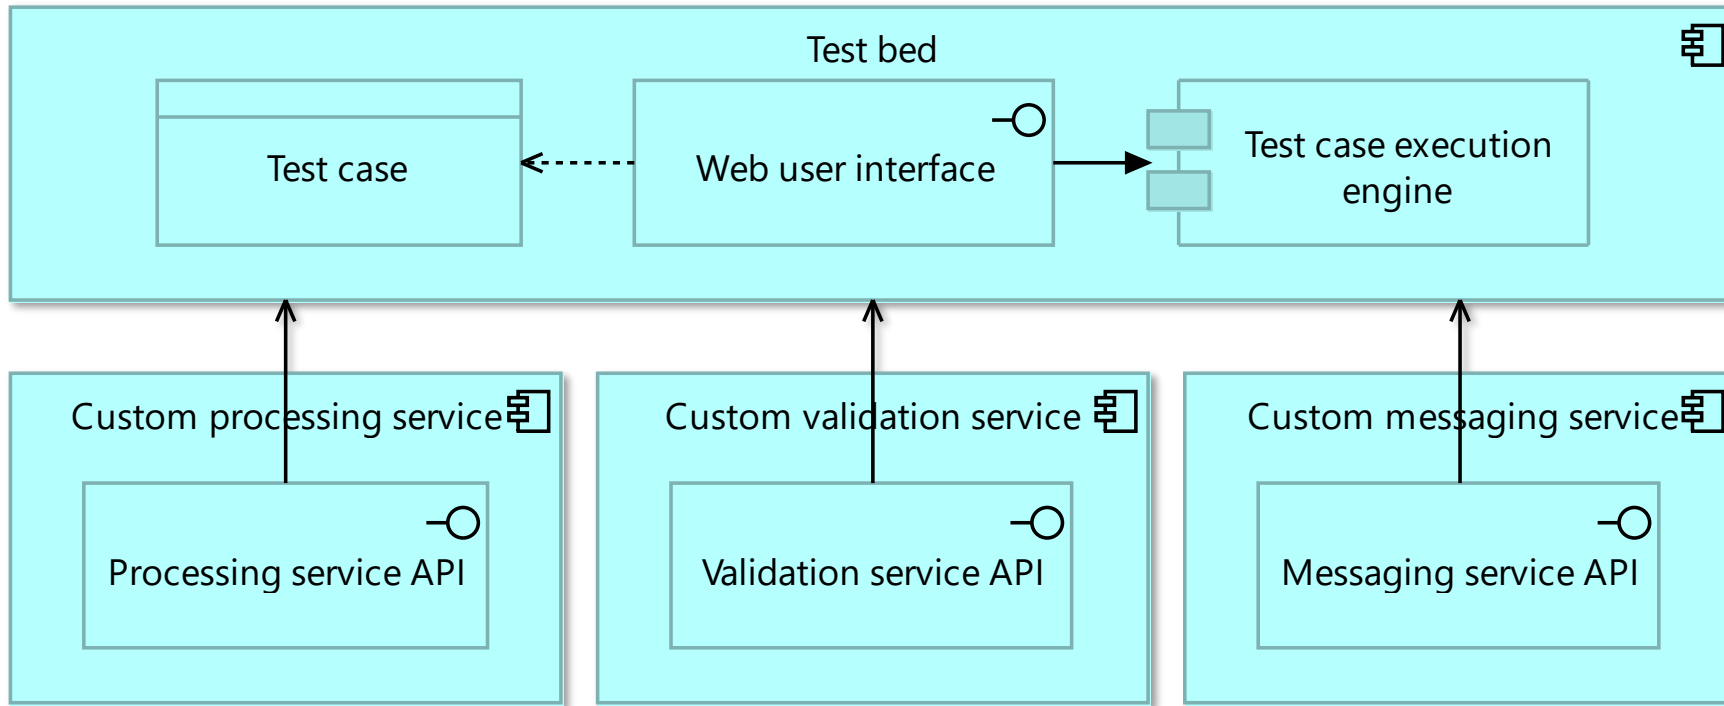 Test bed
Test case
Web user interface
Test case execution
engine
Custom processing service
Custom validation service
Custom messaging service
Processing service API
Validation service API
Messaging service API